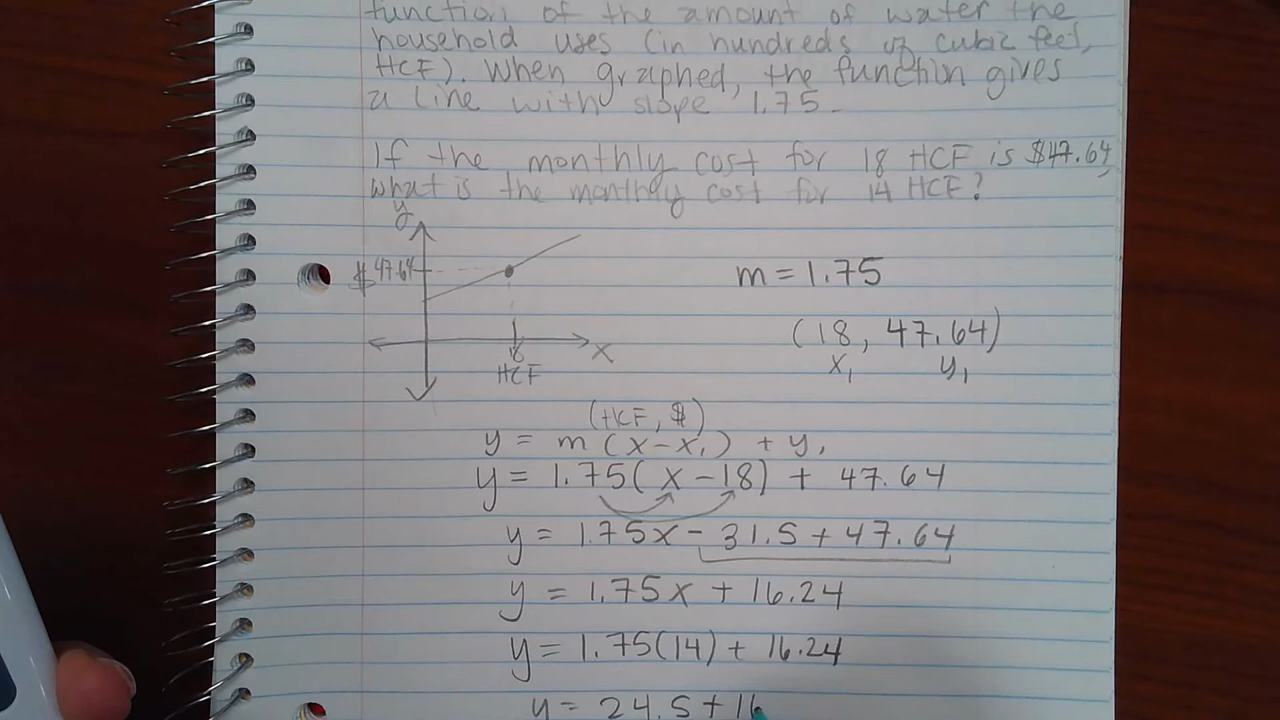 function of the amount of water the
household uses (in hundreds of cubic feet,
HCF). When graphed, the function gives
a line with slope 1.75.
If the monthly cost for 18 HCF is $47.64,
what is the monthly cost for 14 HCF?
y
$47.64
18
HCF
x
m = 1.75
(18, 47.64)
x₁ y₁
(HCF, $)
y = m(x-x₁) + y₁
y = 1.75(x-18) + 47.64
y = 1.75x - 31.5 + 47.64
y = 1.75x + 16.24
y = 1.75(14) + 16.24
y = 24.5 + 16